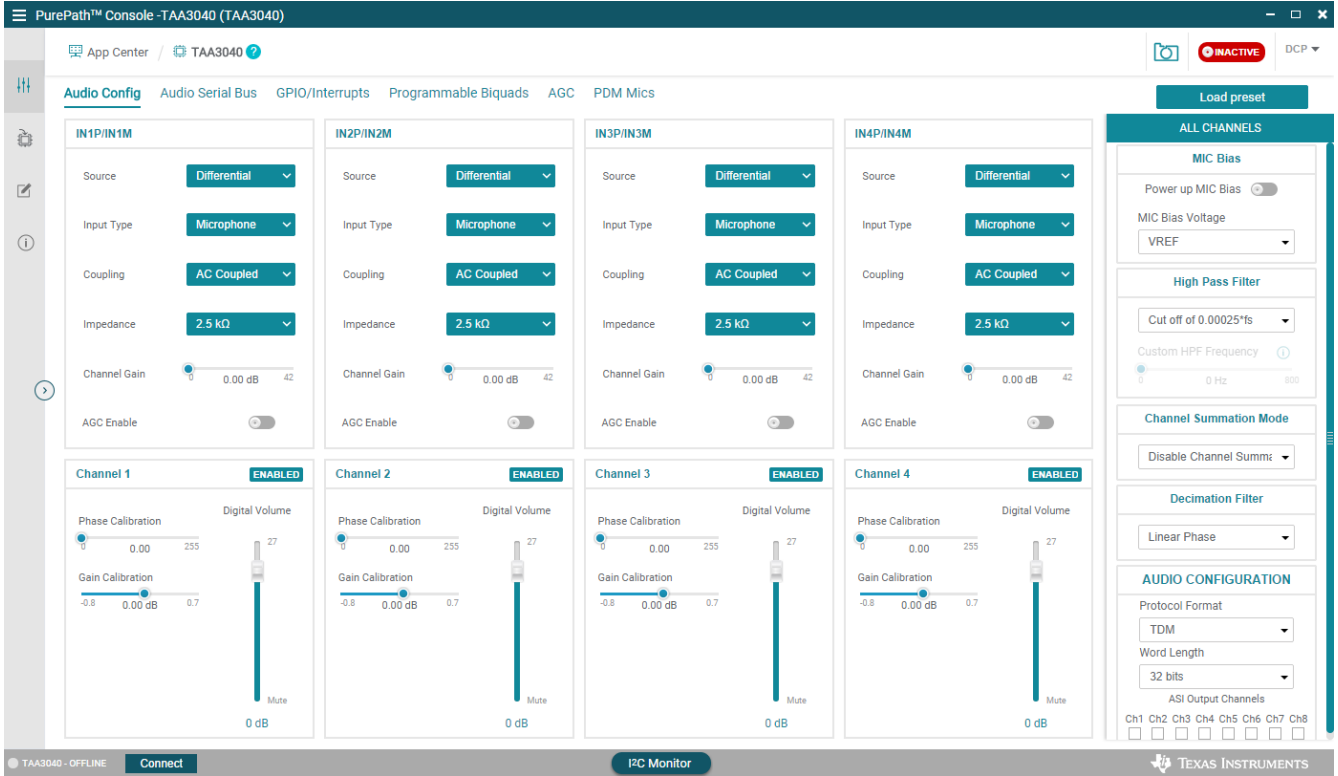 PurePath™ Console -TAA3040 (TAA3040)
App Center / TAA3040 ?
INACTIVE
DCP
Audio Config Audio Serial Bus GPIO/Interrupts Programmable Biquads AGC PDM Mics
Load preset
IN1P/IN1M
Source Differential
Input Type Microphone
Coupling AC Coupled
Impedance 2.5 kΩ
Channel Gain 0 0.00 dB 42
AGC Enable
IN2P/IN2M
Source Differential
Input Type Microphone
Coupling AC Coupled
Impedance 2.5 kΩ
Channel Gain 0 0.00 dB 42
AGC Enable
IN3P/IN3M
Source Differential
Input Type Microphone
Coupling AC Coupled
Impedance 2.5 kΩ
Channel Gain 0 0.00 dB 42
AGC Enable
IN4P/IN4M
Source Differential
Input Type Microphone
Coupling AC Coupled
Impedance 2.5 kΩ
Channel Gain 0 0.00 dB 42
AGC Enable
Channel 1 ENABLED
Digital Volume
Phase Calibration
0 0.00 255
27
Gain Calibration
-0.8 0.00 dB 0.7
Mute
0 dB
Channel 2 ENABLED
Digital Volume
Phase Calibration
0 0.00 255
27
Gain Calibration
-0.8 0.00 dB 0.7
Mute
0 dB
Channel 3 ENABLED
Digital Volume
Phase Calibration
0 0.00 255
27
Gain Calibration
-0.8 0.00 dB 0.7
Mute
0 dB
Channel 4 ENABLED
Digital Volume
Phase Calibration
0 0.00 255
27
Gain Calibration
-0.8 0.00 dB 0.7
Mute
0 dB
ALL CHANNELS
MIC Bias
Power up MIC Bias
MIC Bias Voltage
VREF
High Pass Filter
Cut off of 0.00025*fs
Custom HPF Frequency
0 0 Hz 800
Channel Summation Mode
Disable Channel Summa
Decimation Filter
Linear Phase
AUDIO CONFIGURATION
Protocol Format
TDM
Word Length
32 bits
ASI Output Channels
Ch1 Ch2 Ch3 Ch4 Ch5 Ch6 Ch7 Ch8
TAA3040 - OFFLINE
Connect
I²C Monitor
TEXAS INSTRUMENTS